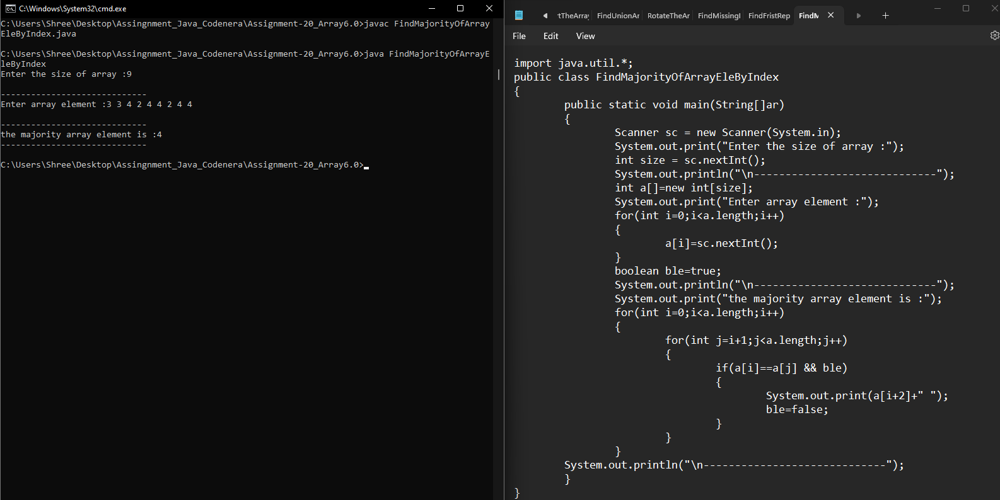 C:\Windows\System32\cmd.exe
C:\Users\Shree\Desktop\Assingnment_Java_Codenera\Assignment-20_Array6.0>javac FindMajorityOfArray
EleByIndex.java
C:\Users\Shree\Desktop\Assingnment_Java_Codenera\Assignment-20_Array6.0>java FindMajorityOfArrayE
leByIndex
Enter the size of array :9
-----------------------------
Enter array element :3 3 4 2 4 4 2 4 4
-----------------------------
the majority array element is :4
-----------------------------
C:\Users\Shree\Desktop\Assingnment_Java_Codenera\Assignment-20_Array6.0>
tTheArray FindUnionAr RotateTheAr FindMissingI FindFristRep FindM
File Edit View
import java.util.*;
public class FindMajorityOfArrayEleByIndex
{
public static void main(String[]ar)
{
Scanner sc = new Scanner(System.in);
System.out.print("Enter the size of array :");
int size = sc.nextInt();
System.out.println("\n-----------------------------");
int a[]=new int[size];
System.out.print("Enter array element :");
for(int i=0;i<a.length;i++)
{
a[i]=sc.nextInt();
}
boolean ble=true;
System.out.println("\n-----------------------------");
System.out.print("the majority array element is :");
for(int i=0;i<a.length;i++)
{
for(int j=i+1;j<a.length;j++)
{
if(a[i]==a[j] && ble)
{
System.out.print(a[i+2]+" ");
ble=false;
}
}
}
System.out.println("\n-----------------------------");
}
}